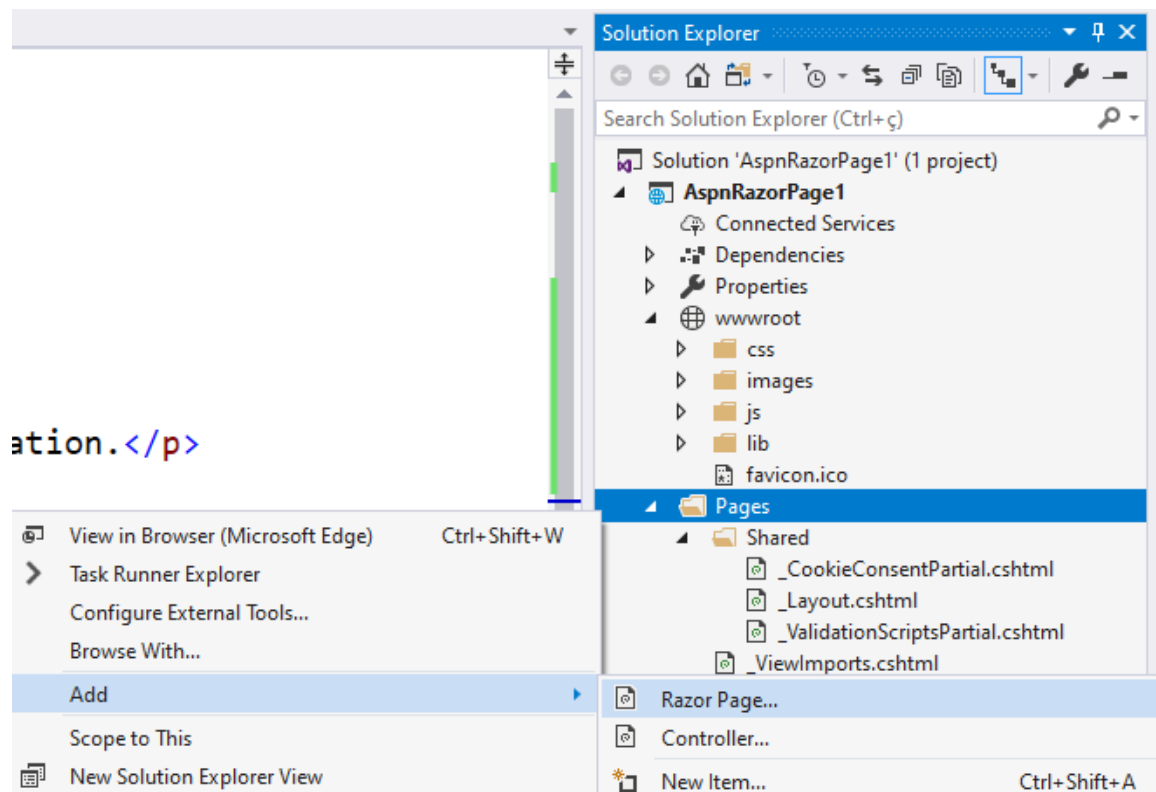 Solution Explorer
Search Solution Explorer (Ctrl+ç)
Solution 'AspnRazorPage1' (1 project)
AspnRazorPage1
Connected Services
Dependencies
Properties
wwwroot
css
images
js
lib
favicon.ico
ation.</p>
Pages
Shared
_CookieConsentPartial.cshtml
_Layout.cshtml
_ValidationScriptsPartial.cshtml
_ViewImports.cshtml
View in Browser (Microsoft Edge) Ctrl+Shift+W
Task Runner Explorer
Configure External Tools...
Browse With...
Add
Scope to This
New Solution Explorer View
Razor Page...
Controller...
New Item... Ctrl+Shift+A